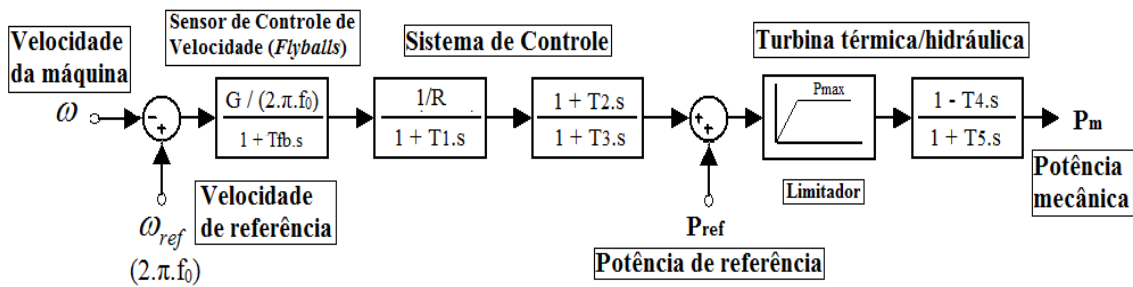 Velocidade
da máquina
ω
Sensor de Controle de
Velocidade (Flyballs)
Sistema de Controle
Turbina térmica/hidráulica
-
+
G / (2.π.f₀)
1 + Tfb.s
1/R
1 + T1.s
1 + T2.s
1 + T3.s
+
+
Pmax
1 - T4.s
1 + T5.s
Pm
Potência
mecânica
Limitador
Velocidade
de referência
ωref
(2.π.f₀)
Pref
Potência de referência